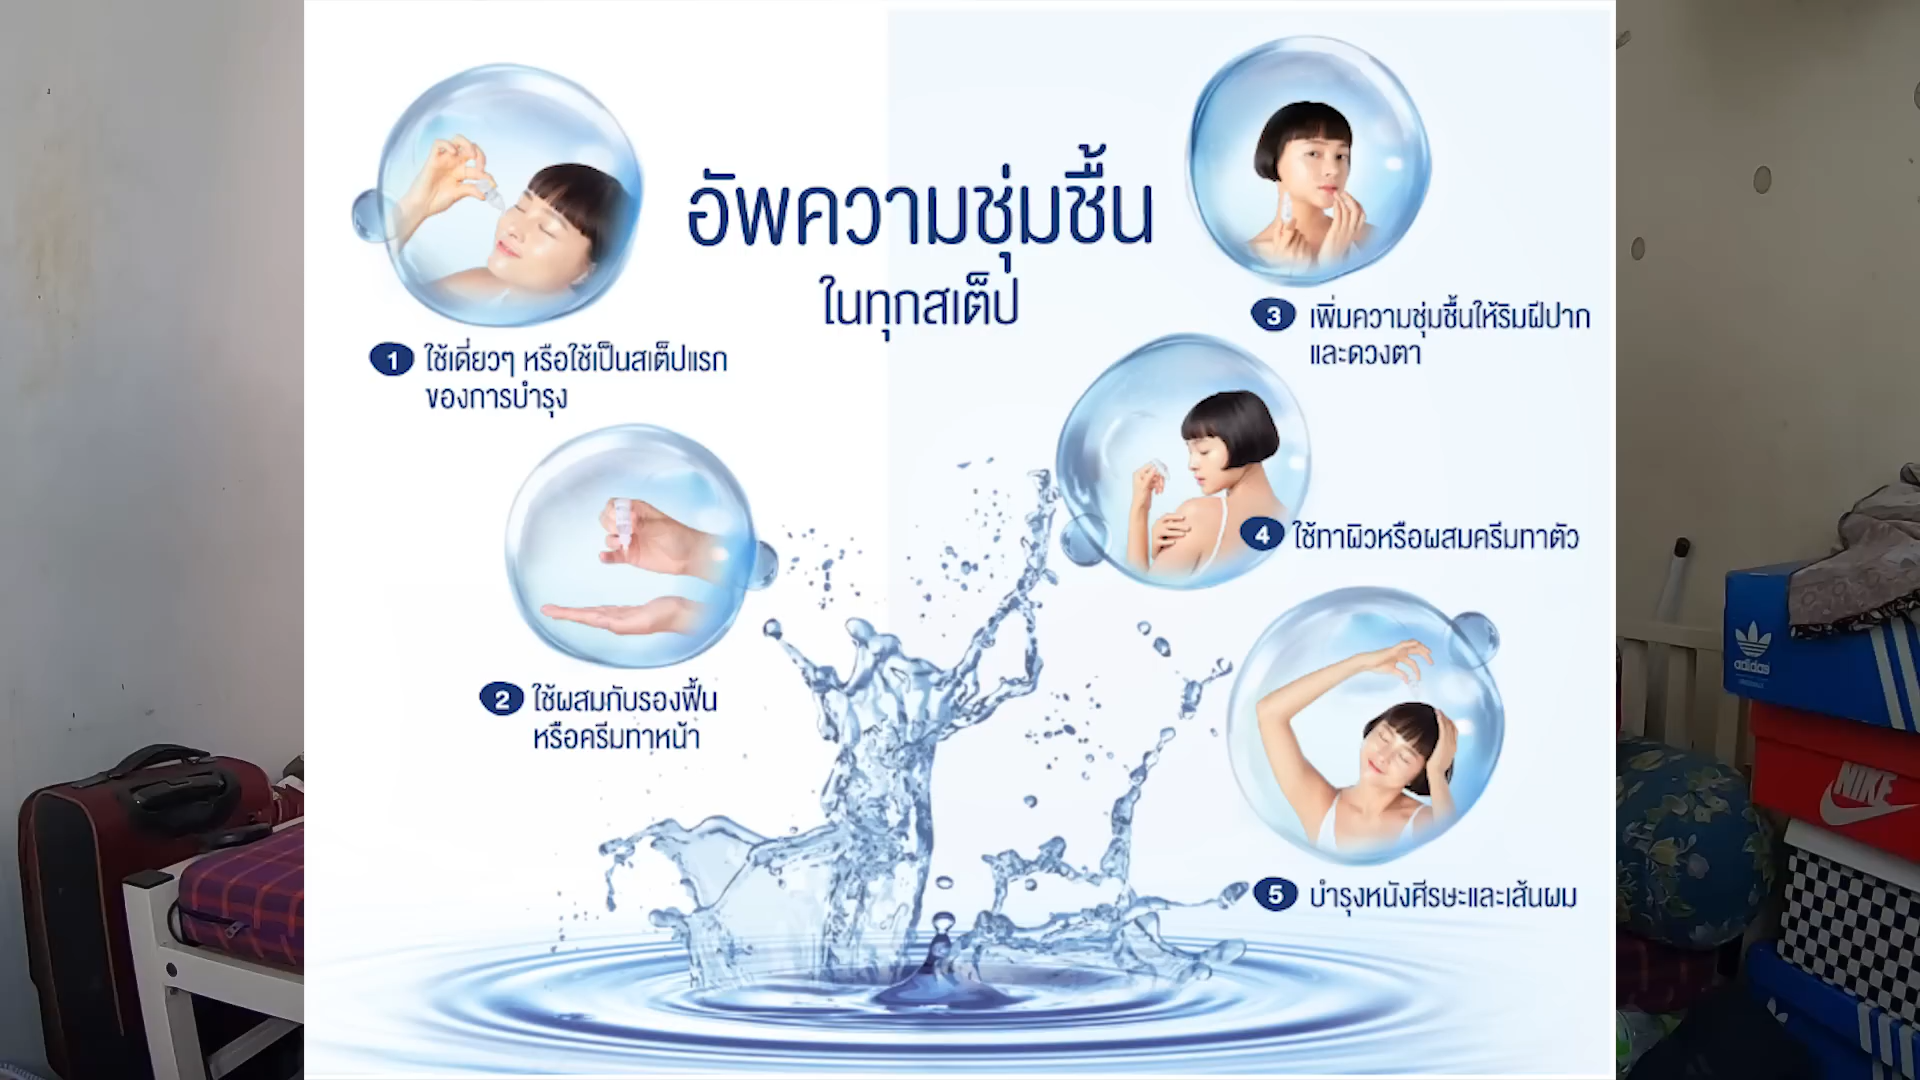 อัพความชุ่มชื้น
ในทุกสเต็ป
1 ใช้เดี่ยวๆ หรือใช้เป็นสเต็ปแรก
ของการบำรุง
2 ใช้ผสมกับรองพื้น
หรือครีมทาหน้า
3 เพิ่มความชุ่มชื้นให้ริมฝีปาก
และดวงตา
4 ใช้ทาผิวหรือผสมครีมทาตัว
5 บำรุงหนังศีรษะและเส้นผม
adidas
NIKE